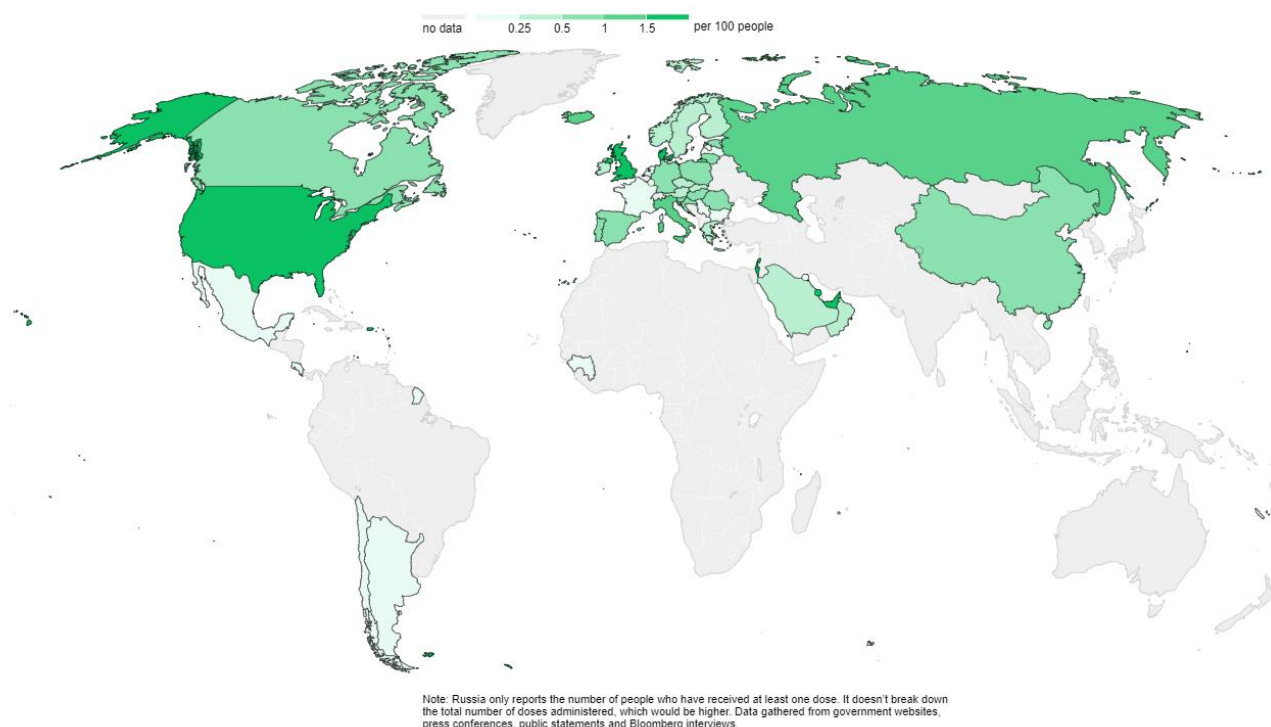 no data 0.25 0.5 1 1.5 per 100 people
Note: Russia only reports the number of people who have received at least one dose. It doesn't break down
the total number of doses administered, which would be higher. Data gathered from government websites,
press conferences, public statements and Bloomberg interviews.